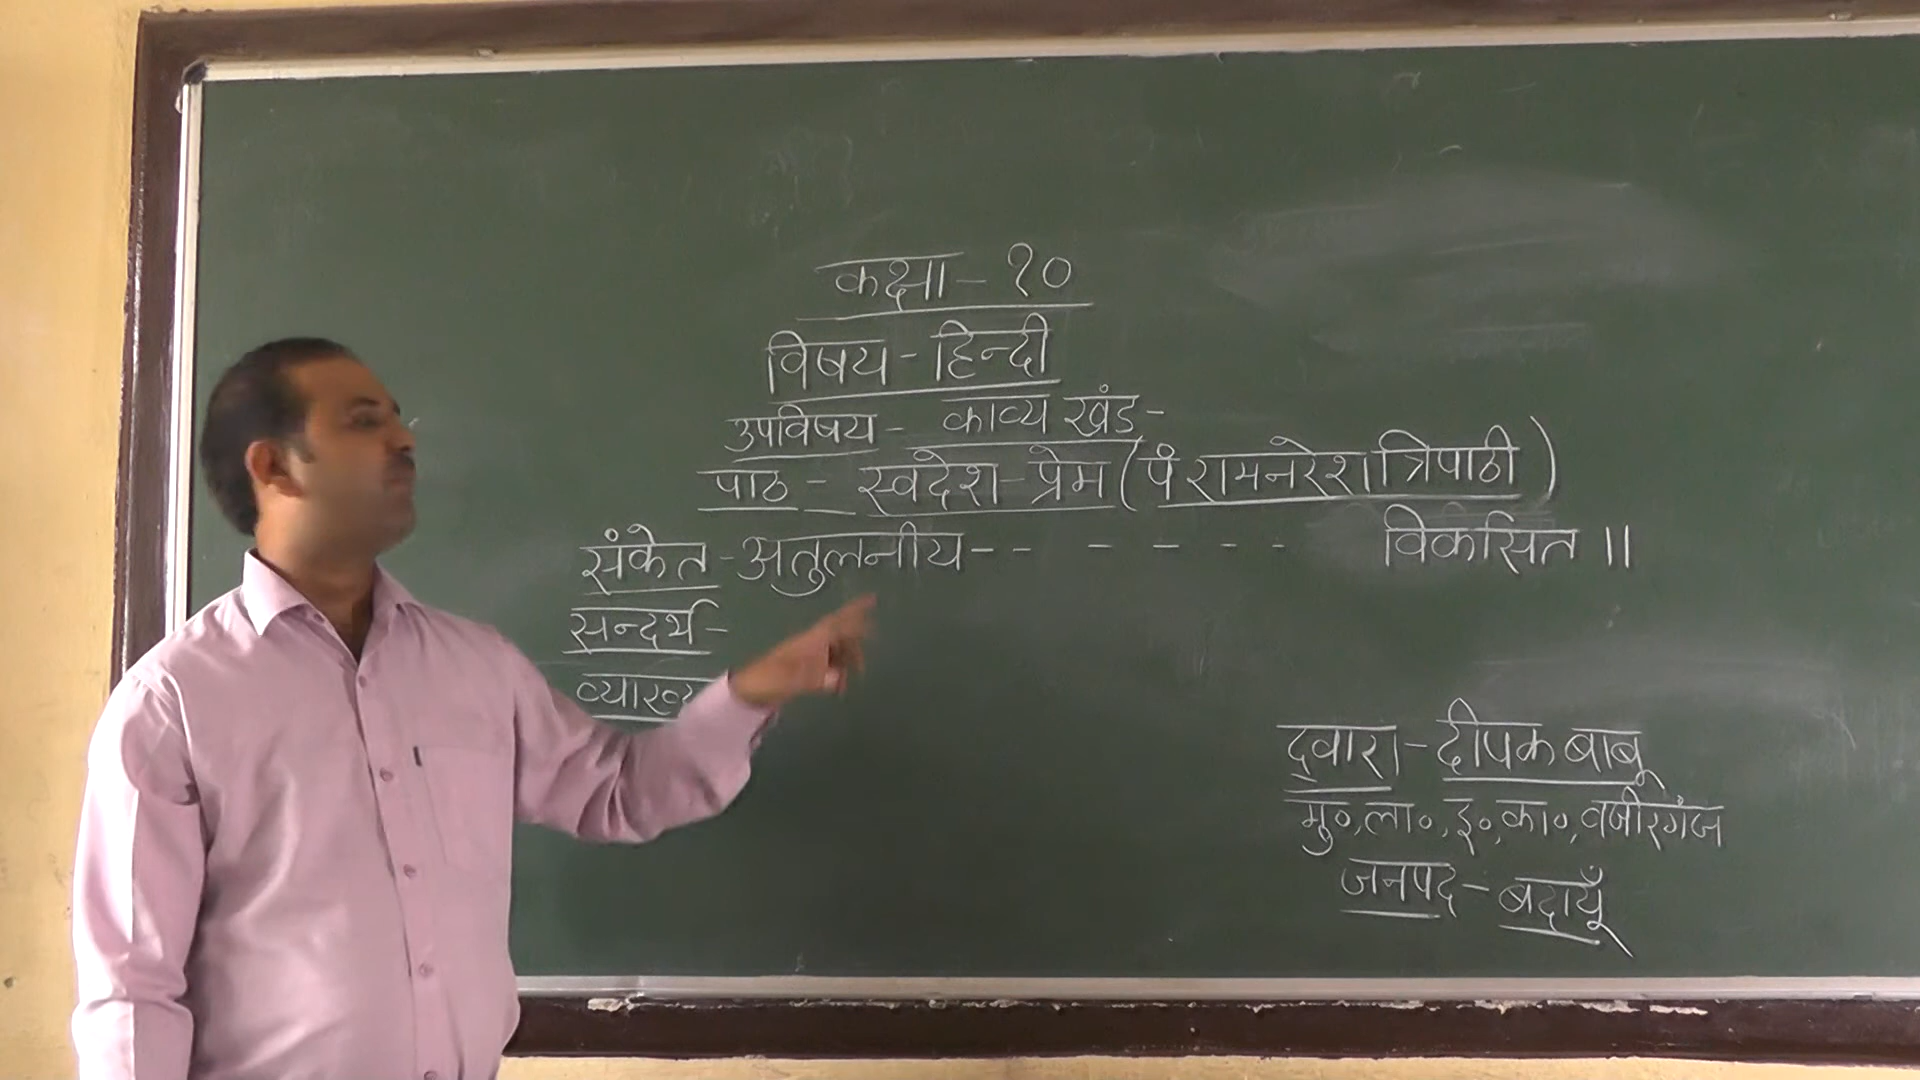 कक्षा - १०
विषय - हिन्दी
उपविषय - काव्य खंड -
पाठ - स्वदेश - प्रेम (पं रामनरेश त्रिपाठी)
संकेत - अतुलनीय - - - - - - विकसित ॥
सन्दर्भ -
द्वारा - दीपक बाबू
मु०,ला०,इ०,का०,वजीरगंज
जनपद - बदायूँ